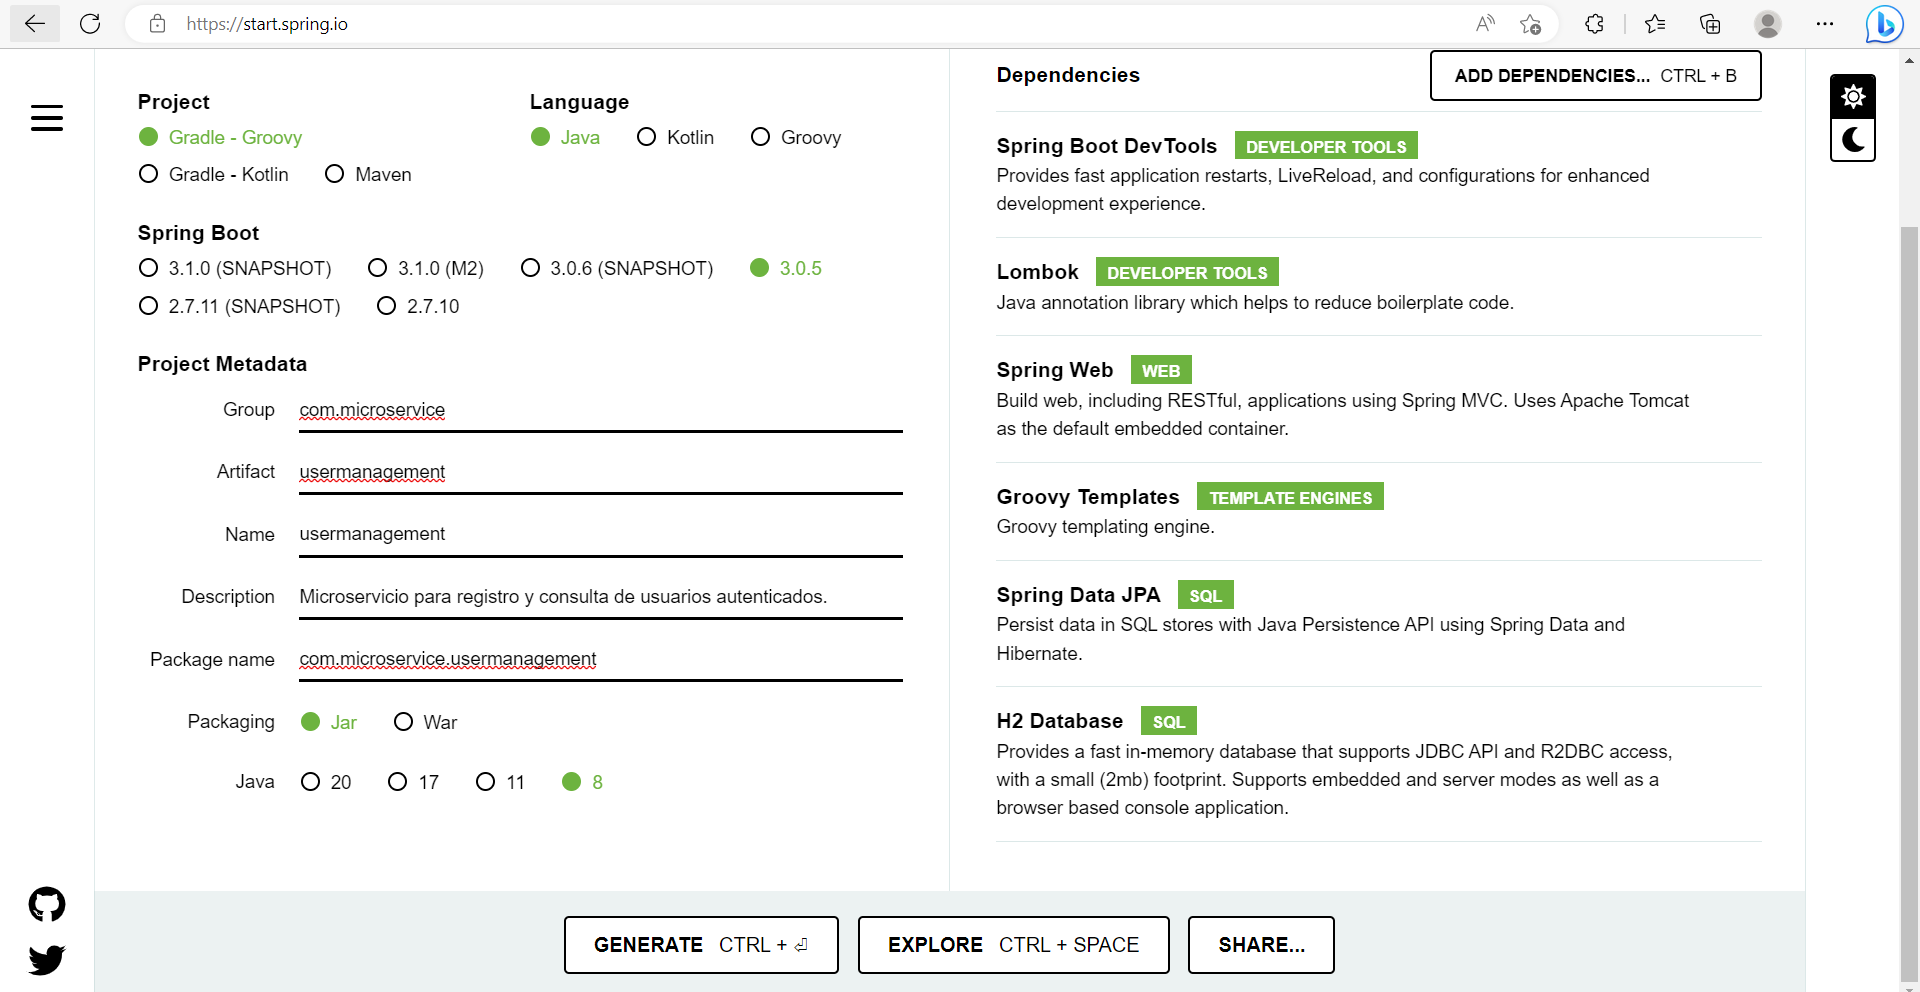 https://start.spring.io
Project
Gradle - Groovy
Gradle - Kotlin
Maven
Language
Java
Kotlin
Groovy
Spring Boot
3.1.0 (SNAPSHOT)
3.1.0 (M2)
3.0.6 (SNAPSHOT)
3.0.5
2.7.11 (SNAPSHOT)
2.7.10
Project Metadata
Group com.microservice
Artifact usermanagement
Name usermanagement
Description Microservicio para registro y consulta de usuarios autenticados.
Package name com.microservice.usermanagement
Packaging Jar War
Java 20 17 11 8
Dependencies
ADD DEPENDENCIES... CTRL + B
Spring Boot DevTools DEVELOPER TOOLS
Provides fast application restarts, LiveReload, and configurations for enhanced
development experience.
Lombok DEVELOPER TOOLS
Java annotation library which helps to reduce boilerplate code.
Spring Web WEB
Build web, including RESTful, applications using Spring MVC. Uses Apache Tomcat
as the default embedded container.
Groovy Templates TEMPLATE ENGINES
Groovy templating engine.
Spring Data JPA SQL
Persist data in SQL stores with Java Persistence API using Spring Data and
Hibernate.
H2 Database SQL
Provides a fast in-memory database that supports JDBC API and R2DBC access,
with a small (2mb) footprint. Supports embedded and server modes as well as a
browser based console application.
GENERATE CTRL + ⏎
EXPLORE CTRL + SPACE
SHARE...